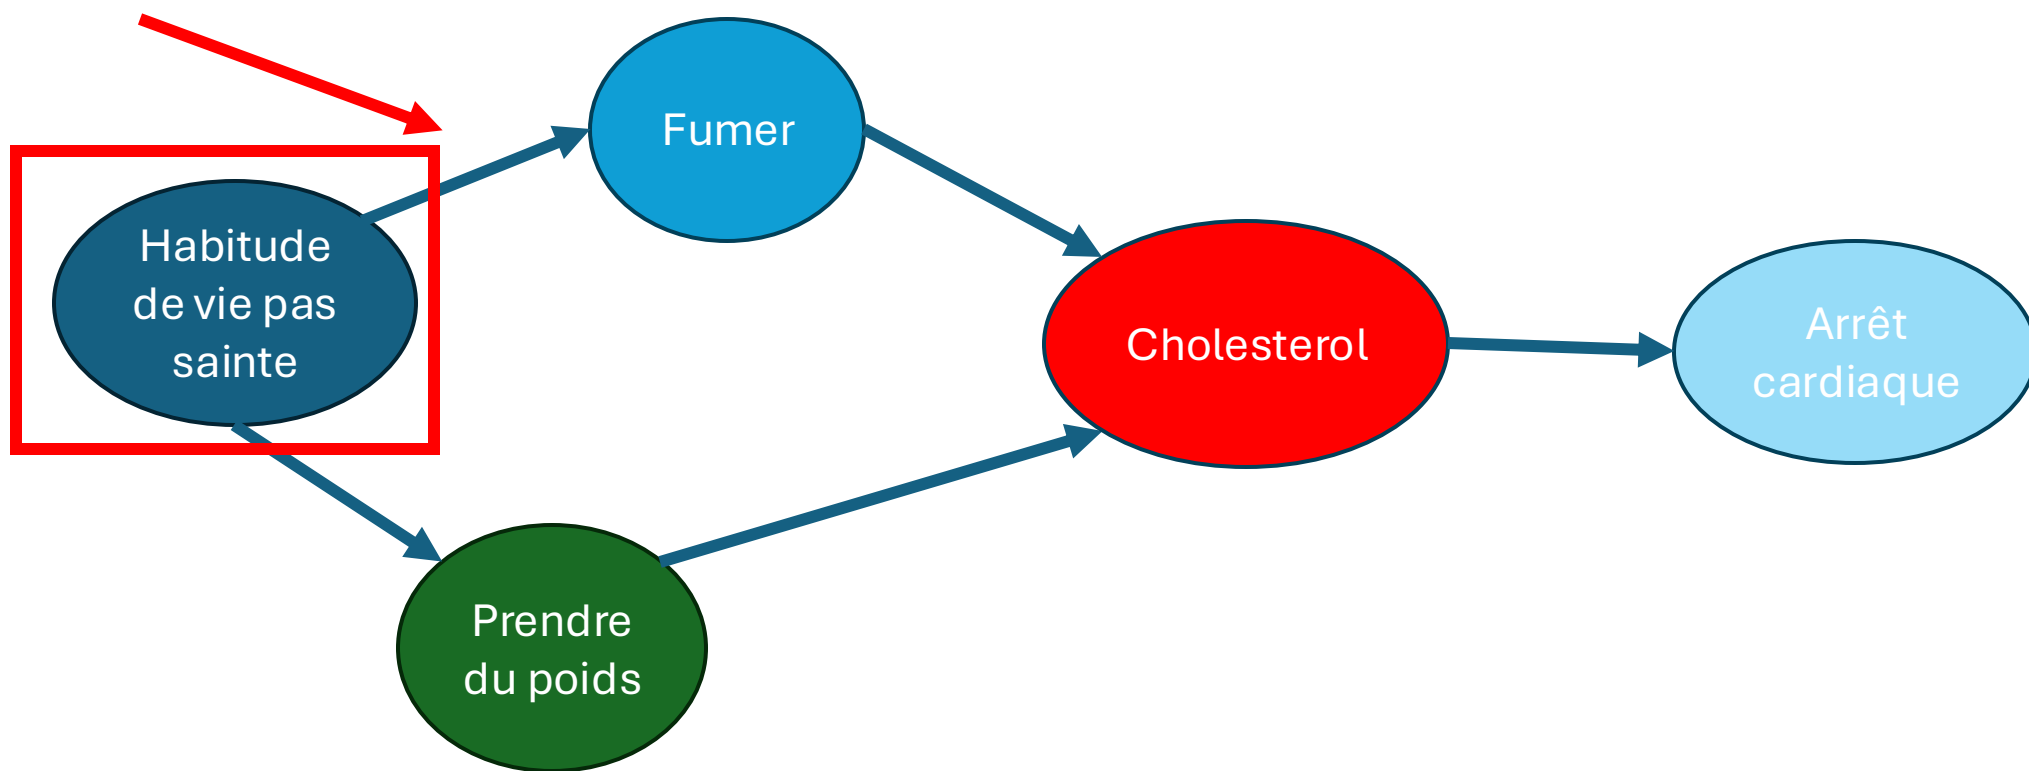 Fumer
Habitude
de vie pas
sainte
Cholesterol
Arrêt
cardiaque
Prendre
du poids